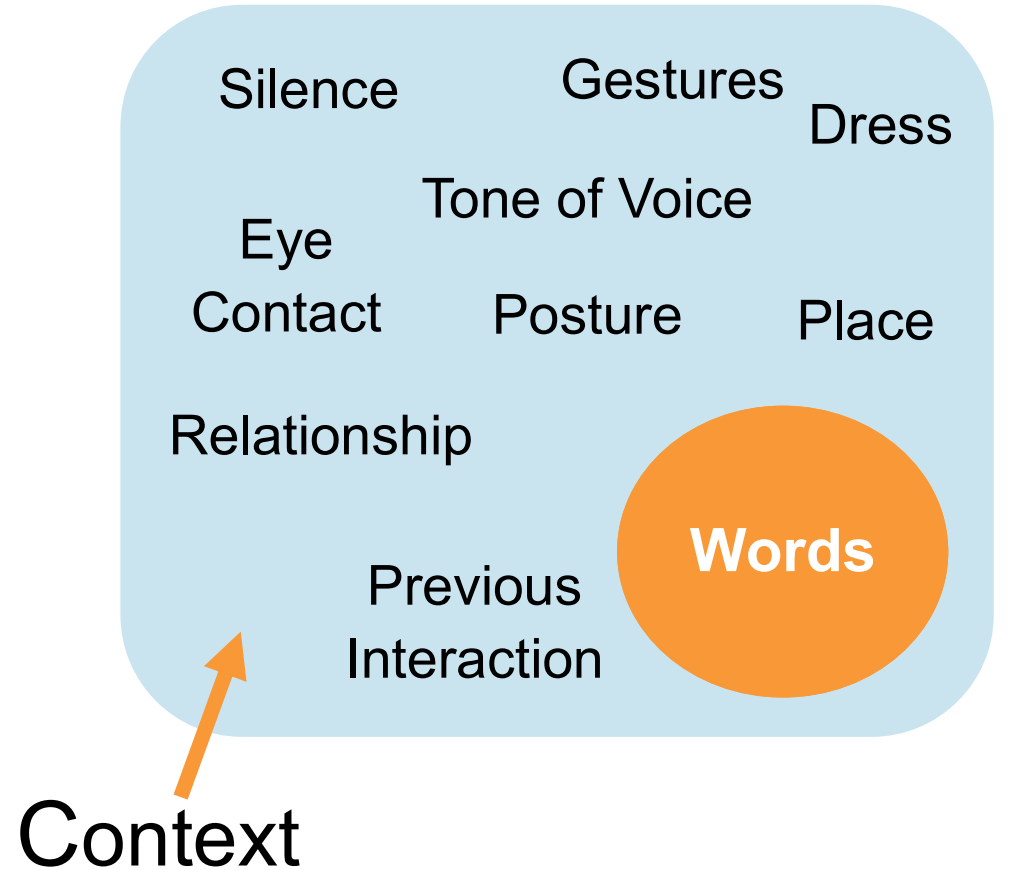 Silence
Gestures
Dress
Tone of Voice
Eye
Contact
Posture
Place
Relationship
Words
Previous
Interaction
Context